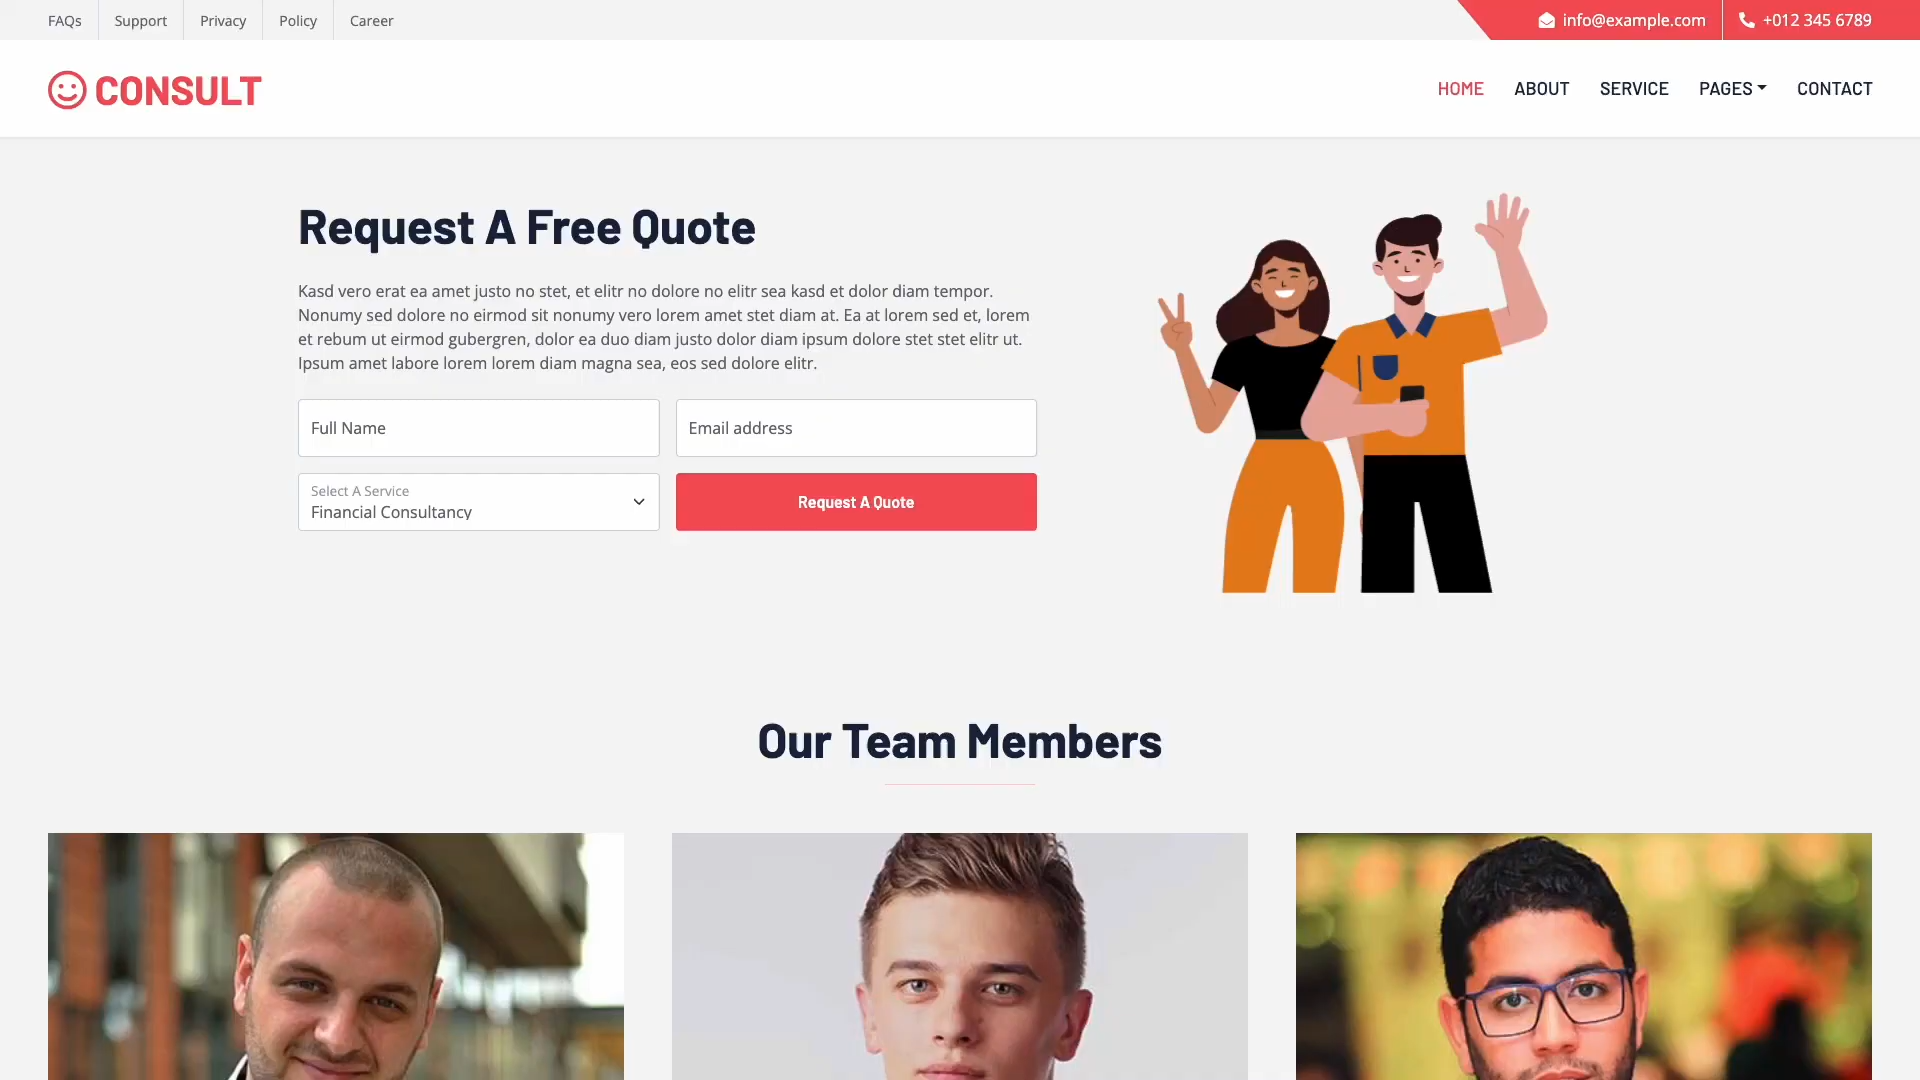 FAQs
Support
Privacy
Policy
Career
info@example.com
+012 345 6789
CONSULT
HOME
ABOUT
SERVICE
PAGES
CONTACT
Request A Free Quote
Kasd vero erat ea amet justo no stet, et elitr no dolore no elitr sea kasd et dolor diam tempor.
Nonumy sed dolore no eirmod sit nonumy vero lorem amet stet diam at. Ea at lorem sed et, lorem
et rebum ut eirmod gubergren, dolor ea duo diam justo dolor diam ipsum dolore stet stet elitr ut.
Ipsum amet labore lorem lorem diam magna sea, eos sed dolore elitr.
Full Name
Email address
Select A Service
Financial Consultancy
Request A Quote
Our Team Members